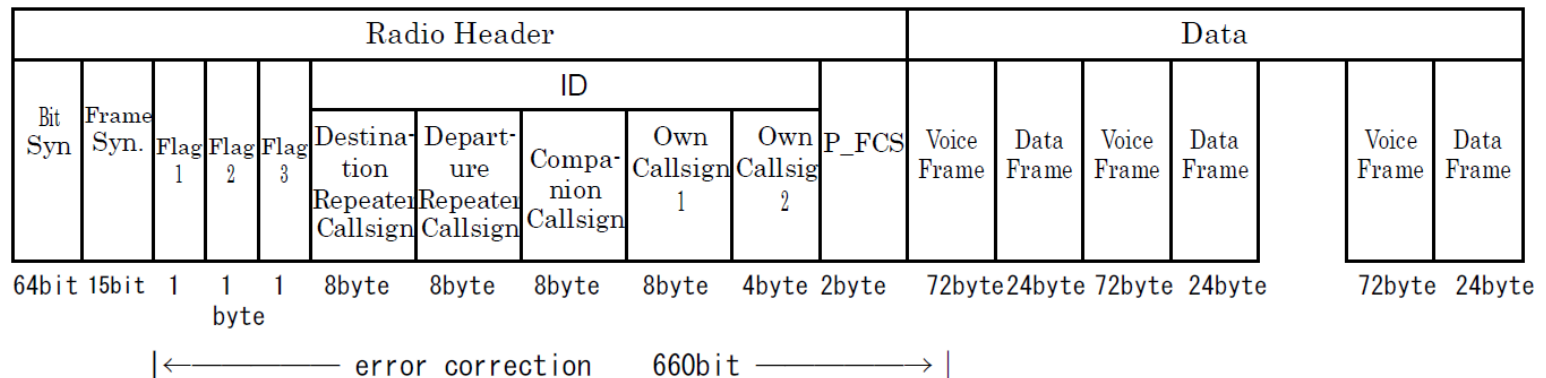 Radio Header Data
ID
Bit Syn
Frame Syn.
Flag 1
Flag 2
Flag 3
Destina-
tion
Repeater
Callsign
Depart-
ure
Repeater
Callsign
Compa-
nion
Callsign
Own
Callsign
1
Own
Callsig
2
P_FCS
Voice
Frame
Data
Frame
Voice
Frame
Data
Frame
Voice
Frame
Data
Frame
64bit 15bit 1 1 1 8byte 8byte 8byte 8byte 4byte 2byte 72byte 24byte 72byte 24byte 72byte 24byte
byte
|←———— error correction 660bit ————→|